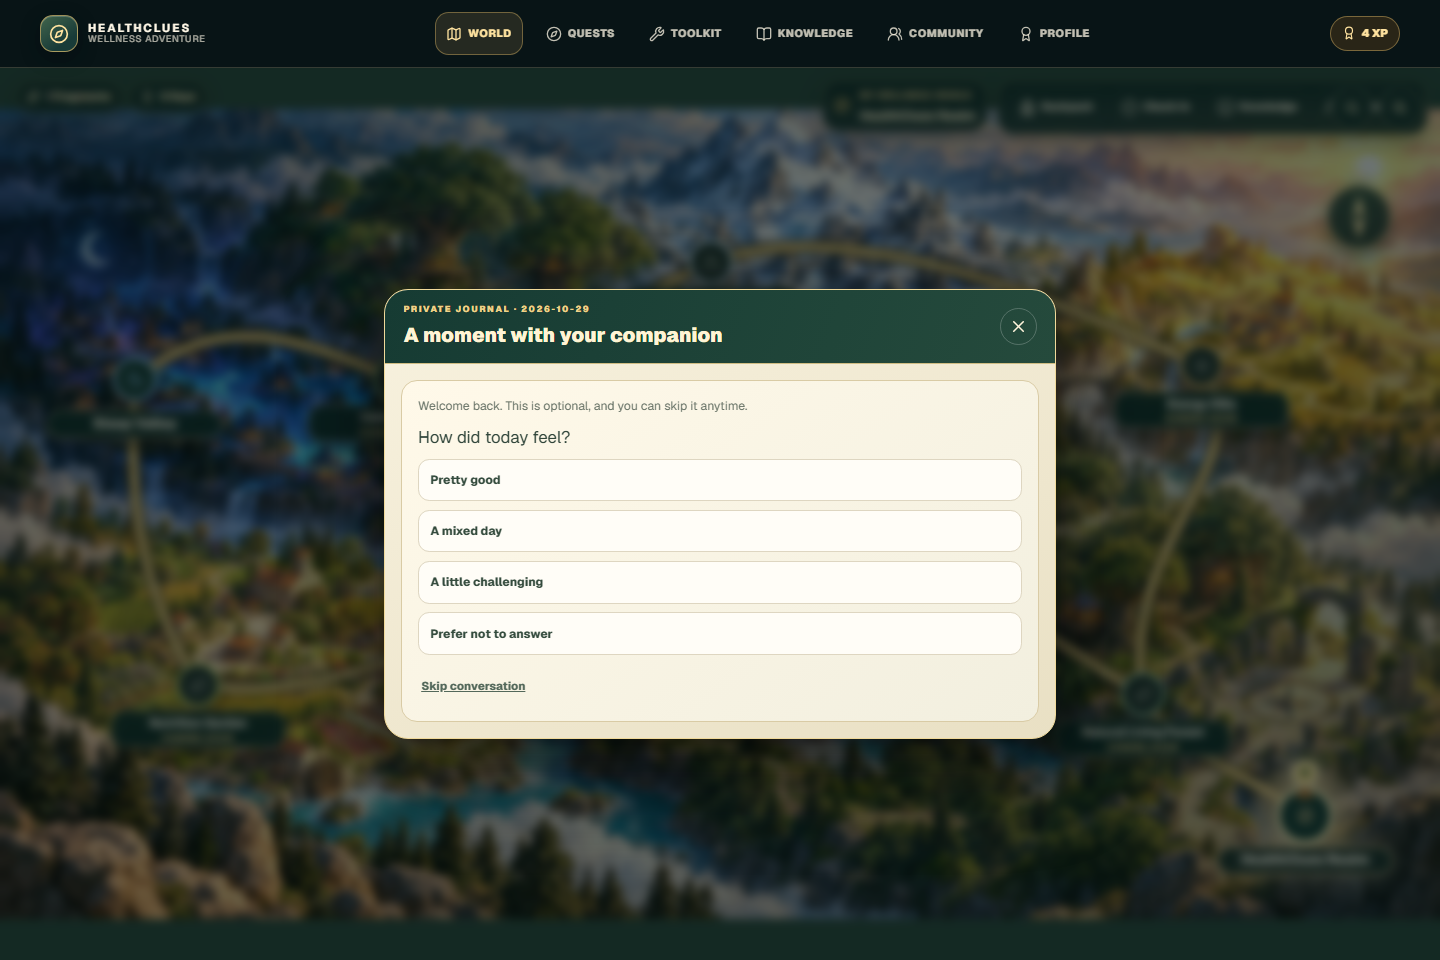 HEALTHCLUES
WELLNESS ADVENTURE
WORLD
QUESTS
TOOLKIT
KNOWLEDGE
COMMUNITY
PROFILE
4 XP
PRIVATE JOURNAL · 2026-10-29
A moment with your companion
Welcome back. This is optional, and you can skip it anytime.
How did today feel?
Pretty good
A mixed day
A little challenging
Prefer not to answer
Skip conversation